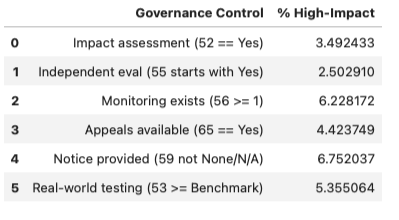 Governance Control % High-Impact
0 Impact assessment (52 == Yes) 3.492433
1 Independent eval (55 starts with Yes) 2.502910
2 Monitoring exists (56 >= 1) 6.228172
3 Appeals available (65 == Yes) 4.423749
4 Notice provided (59 not None/N/A) 6.752037
5 Real-world testing (53 >= Benchmark) 5.355064